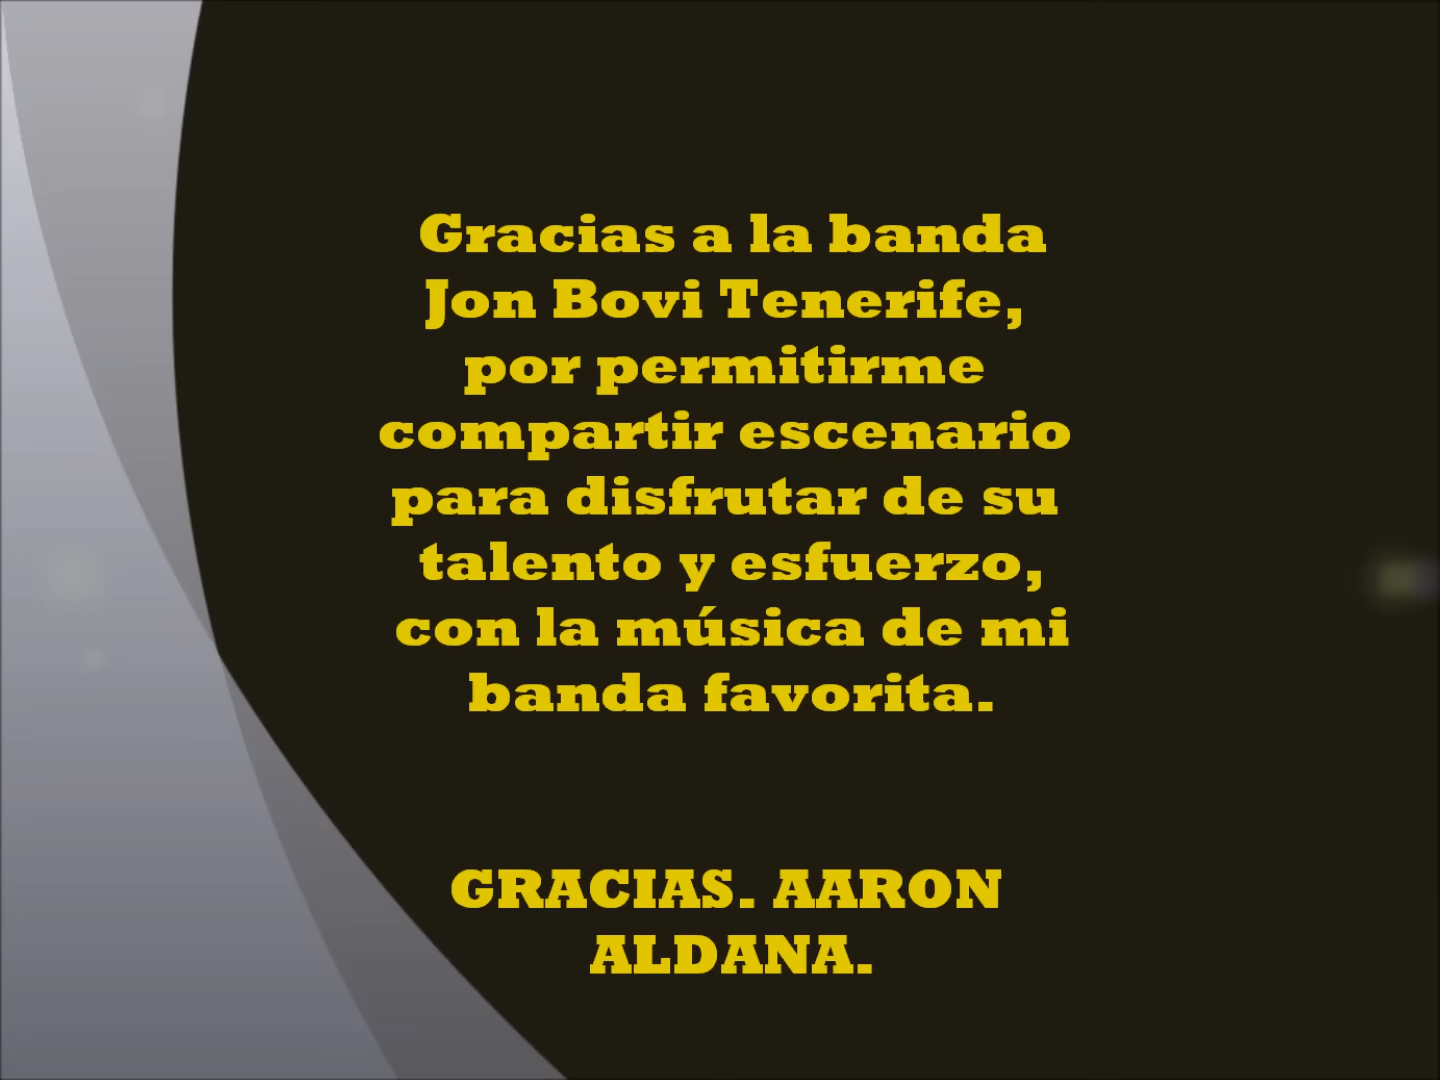 Gracias a la banda
Jon Bovi Tenerife,
por permitirme
compartir escenario
para disfrutar de su
talento y esfuerzo,
con la música de mi
banda favorita.
GRACIAS. AARON
ALDANA.